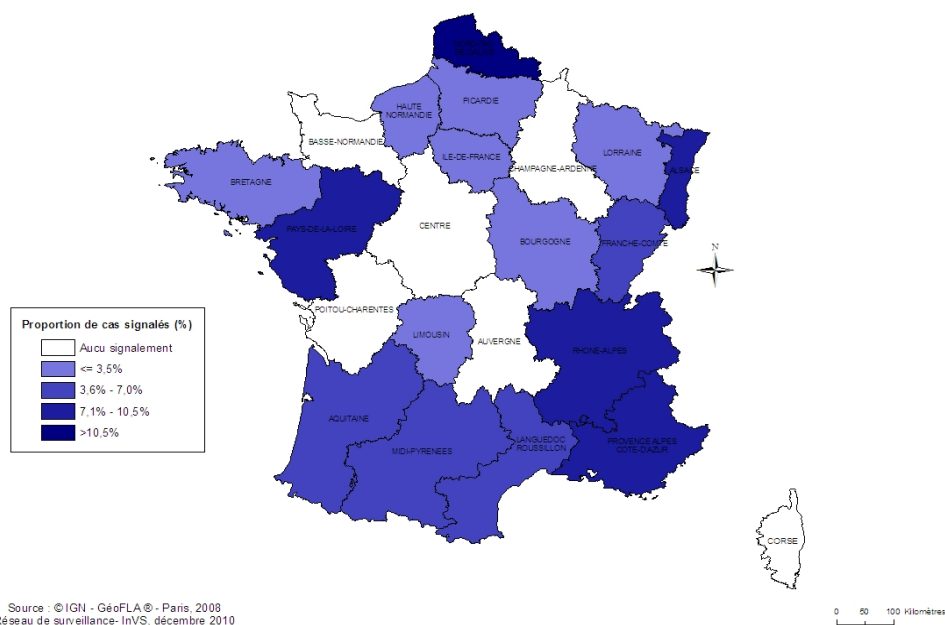 PICARDIE
HAUTE
NORMANDIE
BASSE-NORMANDIE
ILE-DE-FRANCE
CHAMPAGNE-ARDENNE
LORRAINE
ALSACE
BRETAGNE
PAYS-DE-LA-LOIRE
CENTRE
BOURGOGNE
FRANCHE-COMTE
N
POITOU-CHARENTES
LIMOUSIN
AUVERGNE
RHONE-ALPES
AQUITAINE
MIDI-PYRENEES
LANGUEDOC
ROUSSILLON
PROVENCE ALPES
COTE-D'AZUR
CORSE
Proportion de cas signalés (%)
Aucu signalement
<= 3,5%
3,6% - 7,0%
7,1% - 10,5%
>10,5%
Source : © IGN - GéoFLA ® - Paris, 2008
Réseau de surveillance- InVS, décembre 2010
0 50 100 Kilomètres